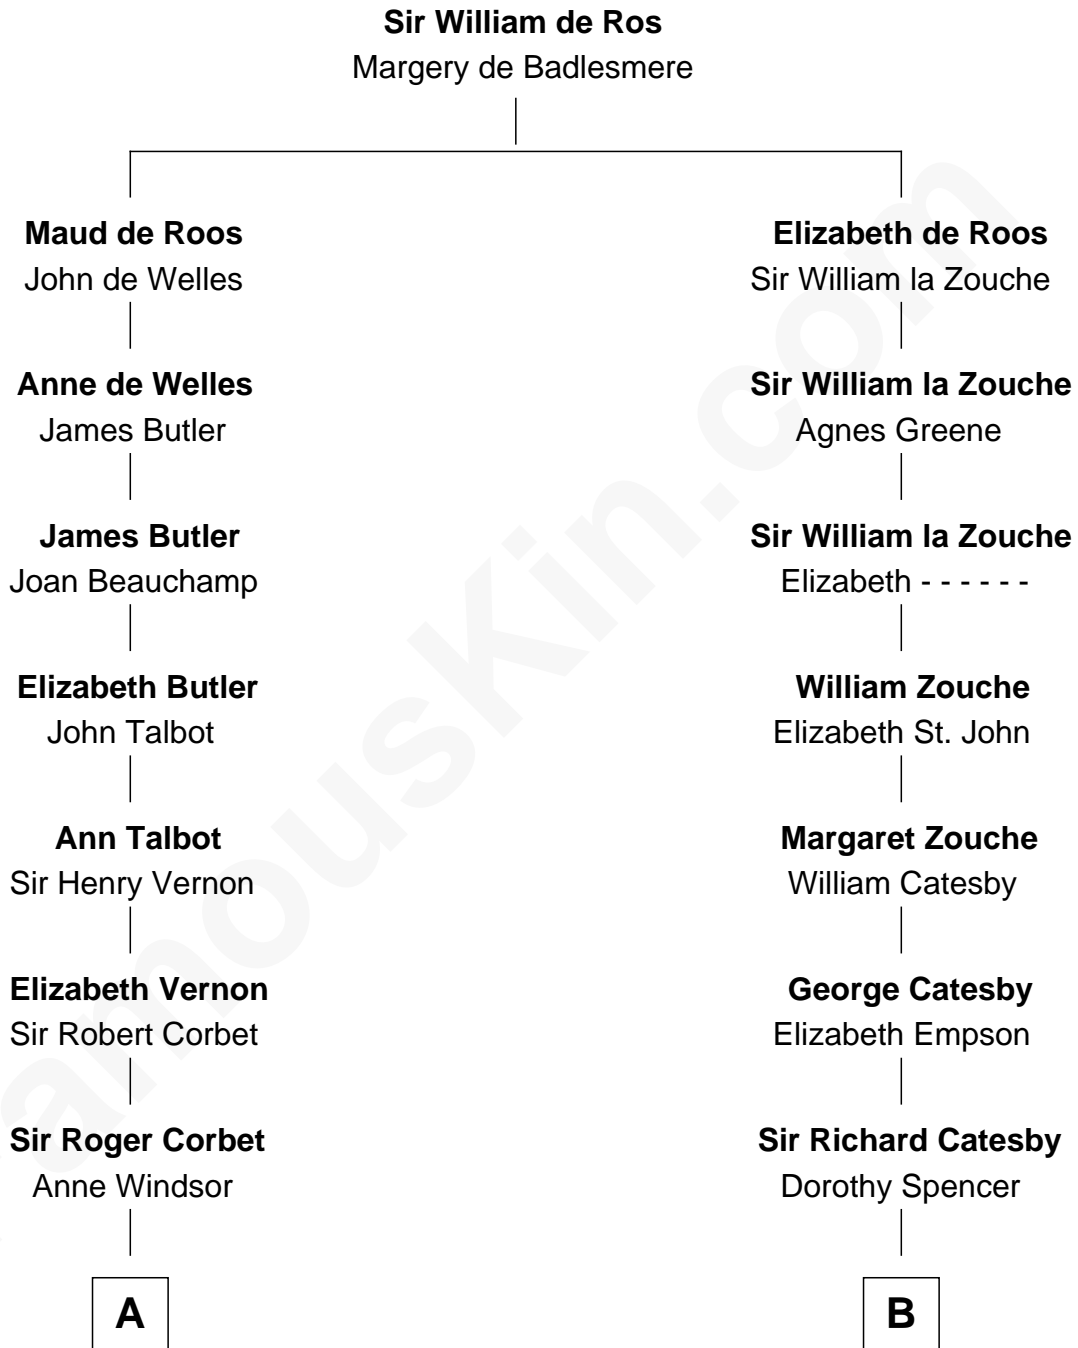 Sir William de Ros
Margery de Badlesmere
Maud de Roos
John de Welles
Elizabeth de Roos
Sir William la Zouche
Anne de Welles
James Butler
Sir William la Zouche
Agnes Greene
James Butler
Joan Beauchamp
Sir William la Zouche
Elizabeth - - - - - -
Elizabeth Butler
John Talbot
William Zouche
Elizabeth St. John
Ann Talbot
Sir Henry Vernon
Margaret Zouche
William Catesby
Elizabeth Vernon
Sir Robert Corbet
George Catesby
Elizabeth Empson
Sir Roger Corbet
Anne Windsor
Sir Richard Catesby
Dorothy Spencer
A
B
amousKin.com